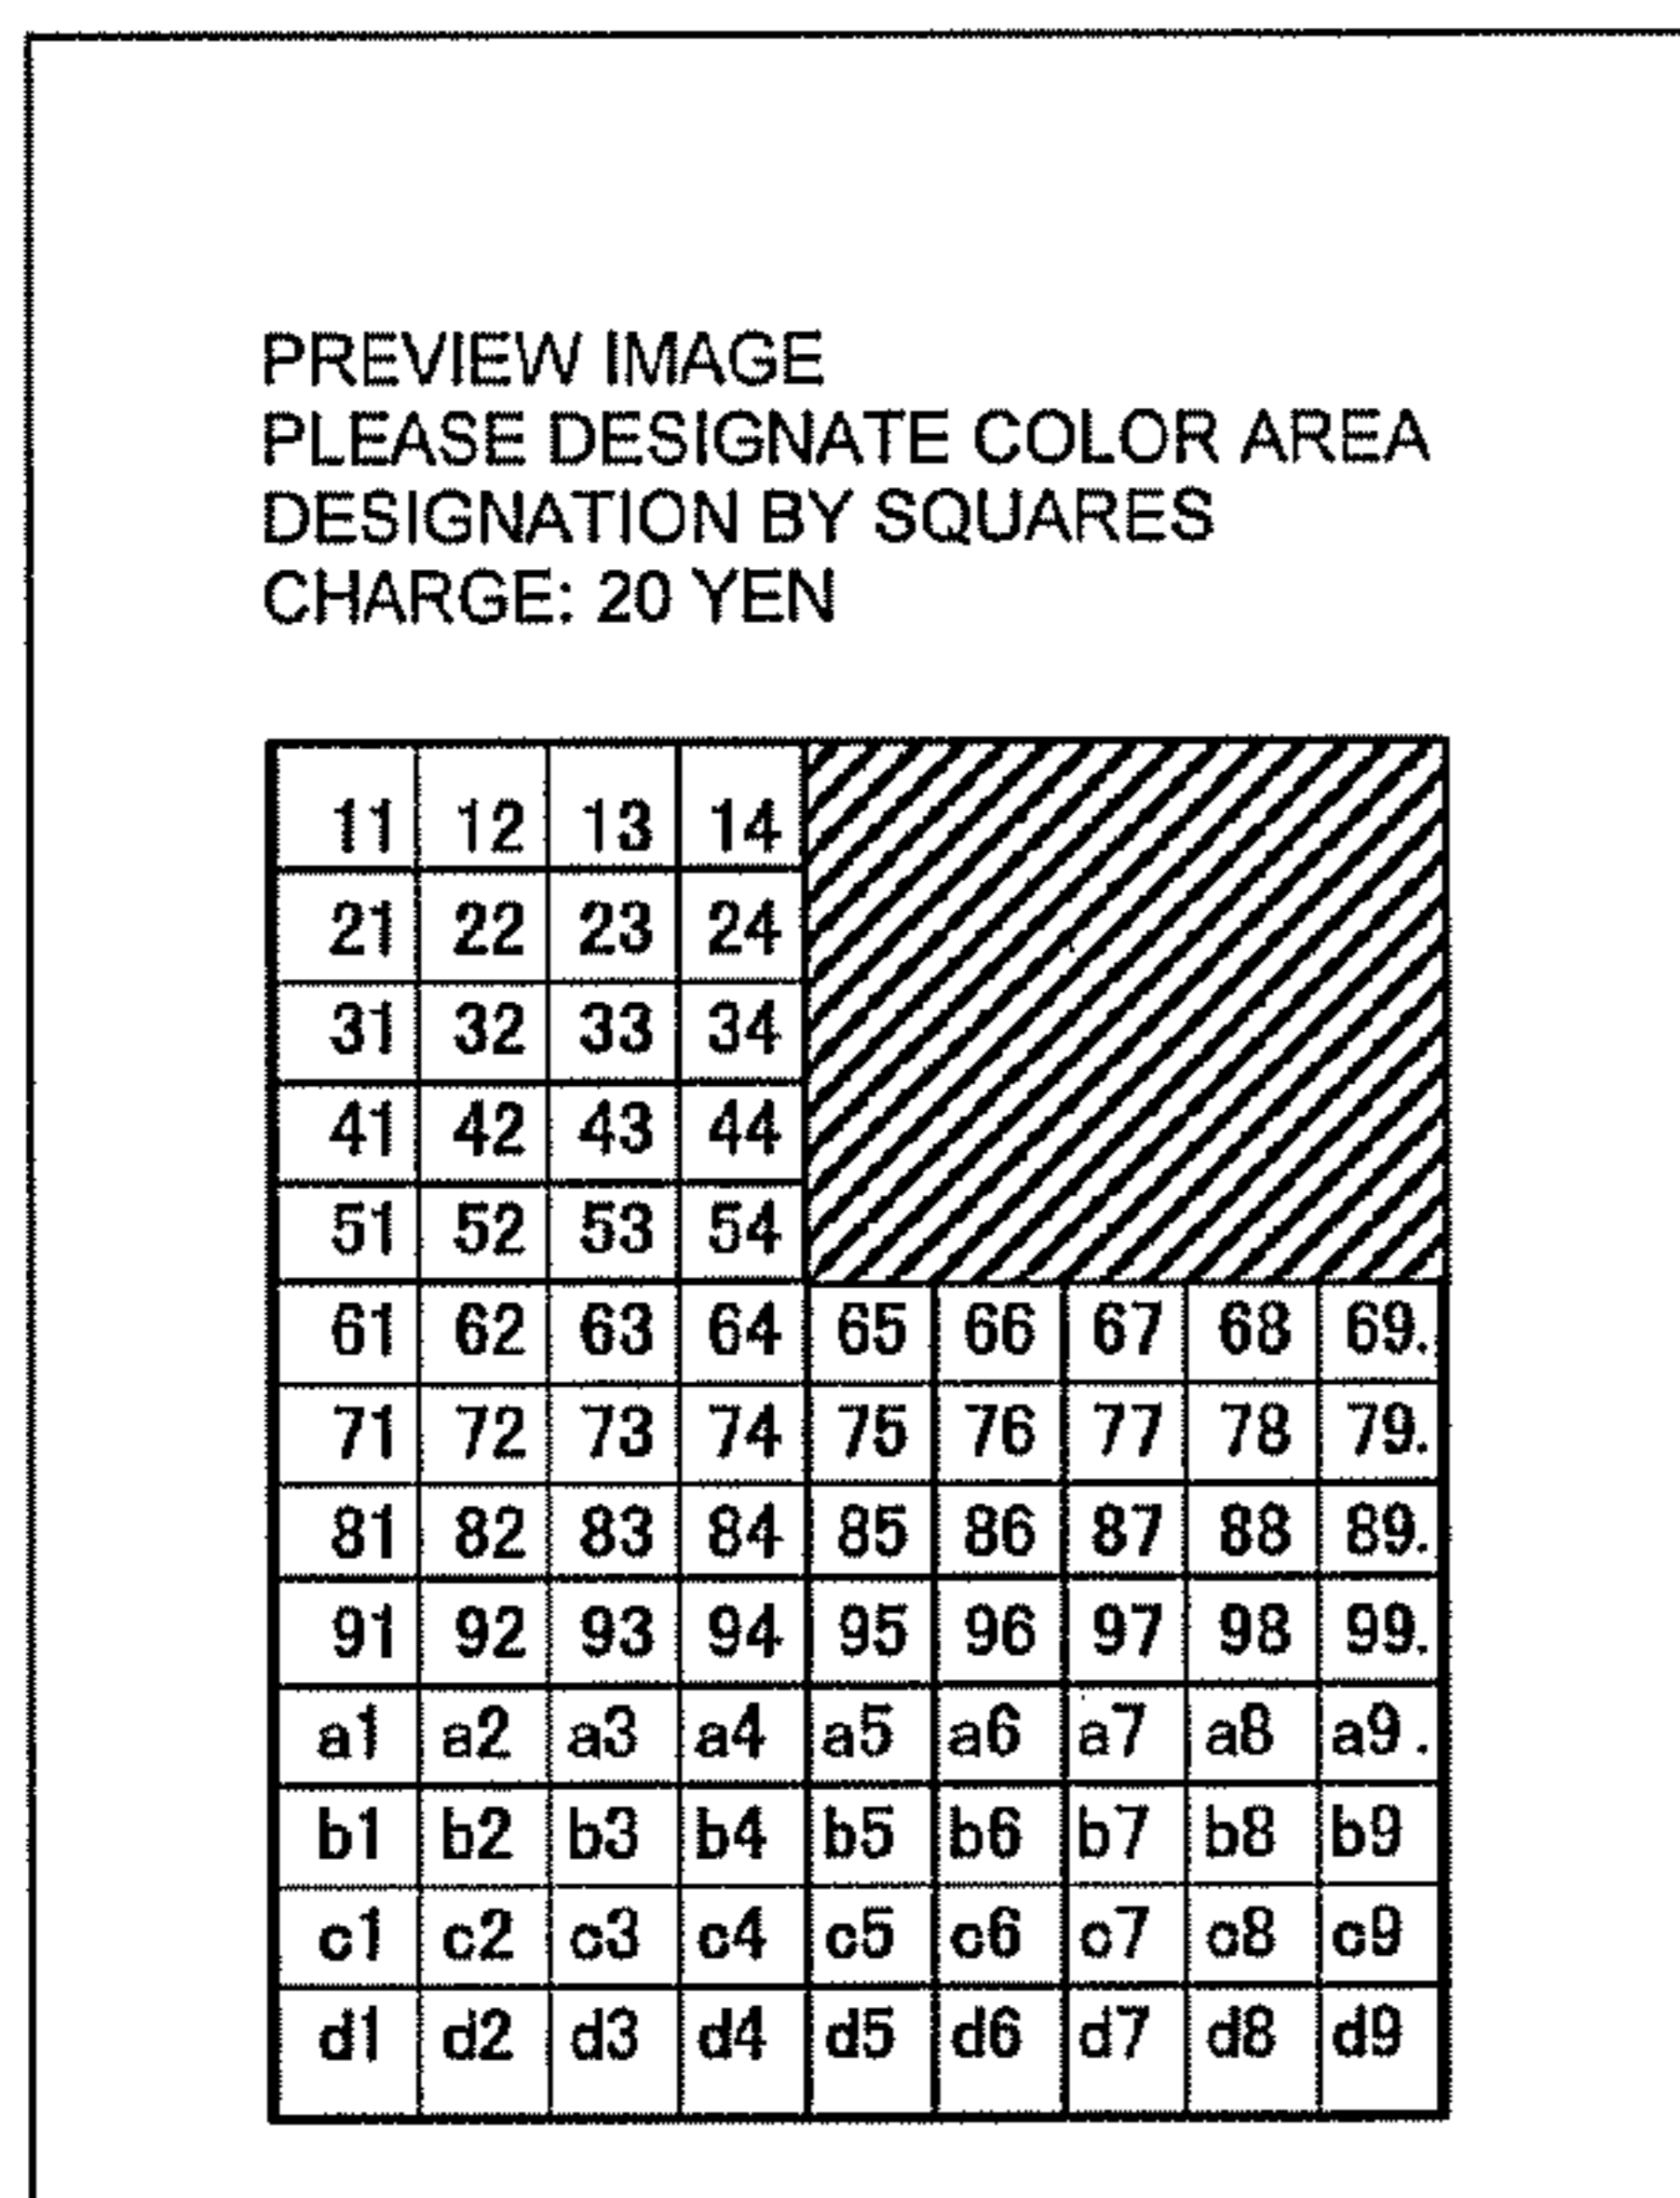 PREVIEW IMAGE
PLEASE DESIGNATE COLOR AREA
DESIGNATION BY SQUARES
CHARGE: 20 YEN
11 12 13 14
21 22 23 24
31 32 33 34
41 42 43 44
51 52 53 54
61 62 63 64 65 66 67 68 69.
71 72 73 74 75 76 77 78 79.
81 82 83 84 85 86 87 88 89.
91 92 93 94 95 96 97 98 99.
a1 a2 a3 a4 a5 a6 a7 a8 a9.
b1 b2 b3 b4 b5 b6 b7 b8 b9
c1 c2 c3 c4 c5 c6 c7 c8 c9
d1 d2 d3 d4 d5 d6 d7 d8 d9